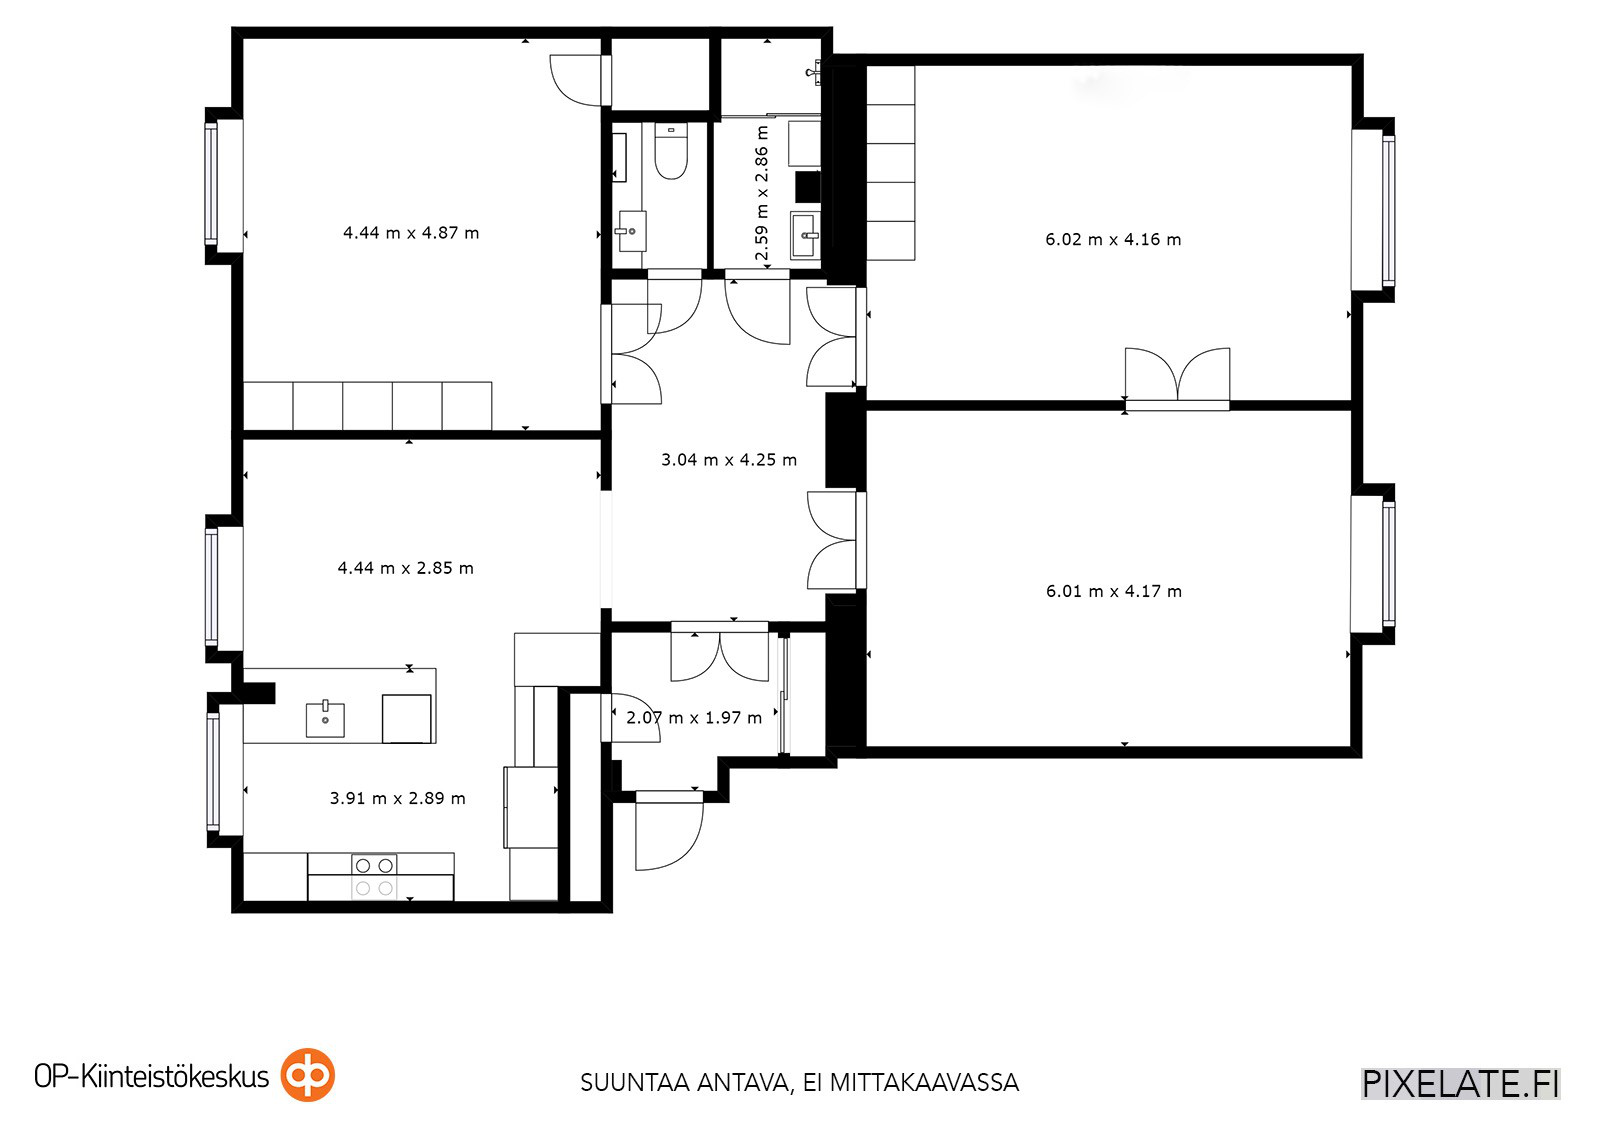 2.59 m x 2.86 m
4.44 m x 4.87 m
6.02 m x 4.16 m
3.04 m x 4.25 m
4.44 m x 2.85 m
6.01 m x 4.17 m
2.07 m x 1.97 m
3.91 m x 2.89 m
OP-Kiinteistökeskus
SUUNTAA ANTAVA, EI MITTAKAAVASSA
PIXELATE.FI